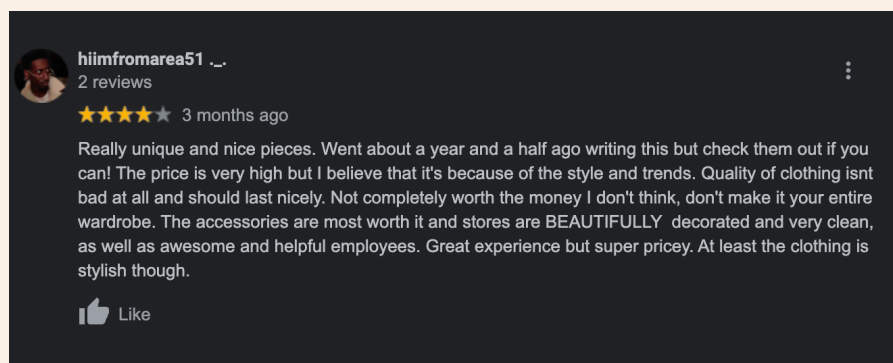 hiimfromarea51 ._.
2 reviews
3 months ago
Really unique and nice pieces. Went about a year and a half ago writing this but check them out if you
can! The price is very high but I believe that it's because of the style and trends. Quality of clothing isnt
bad at all and should last nicely. Not completely worth the money I don't think, don't make it your entire
wardrobe. The accessories are most worth it and stores are BEAUTIFULLY  decorated and very clean,
as well as awesome and helpful employees. Great experience but super pricey. At least the clothing is
stylish though.
Like